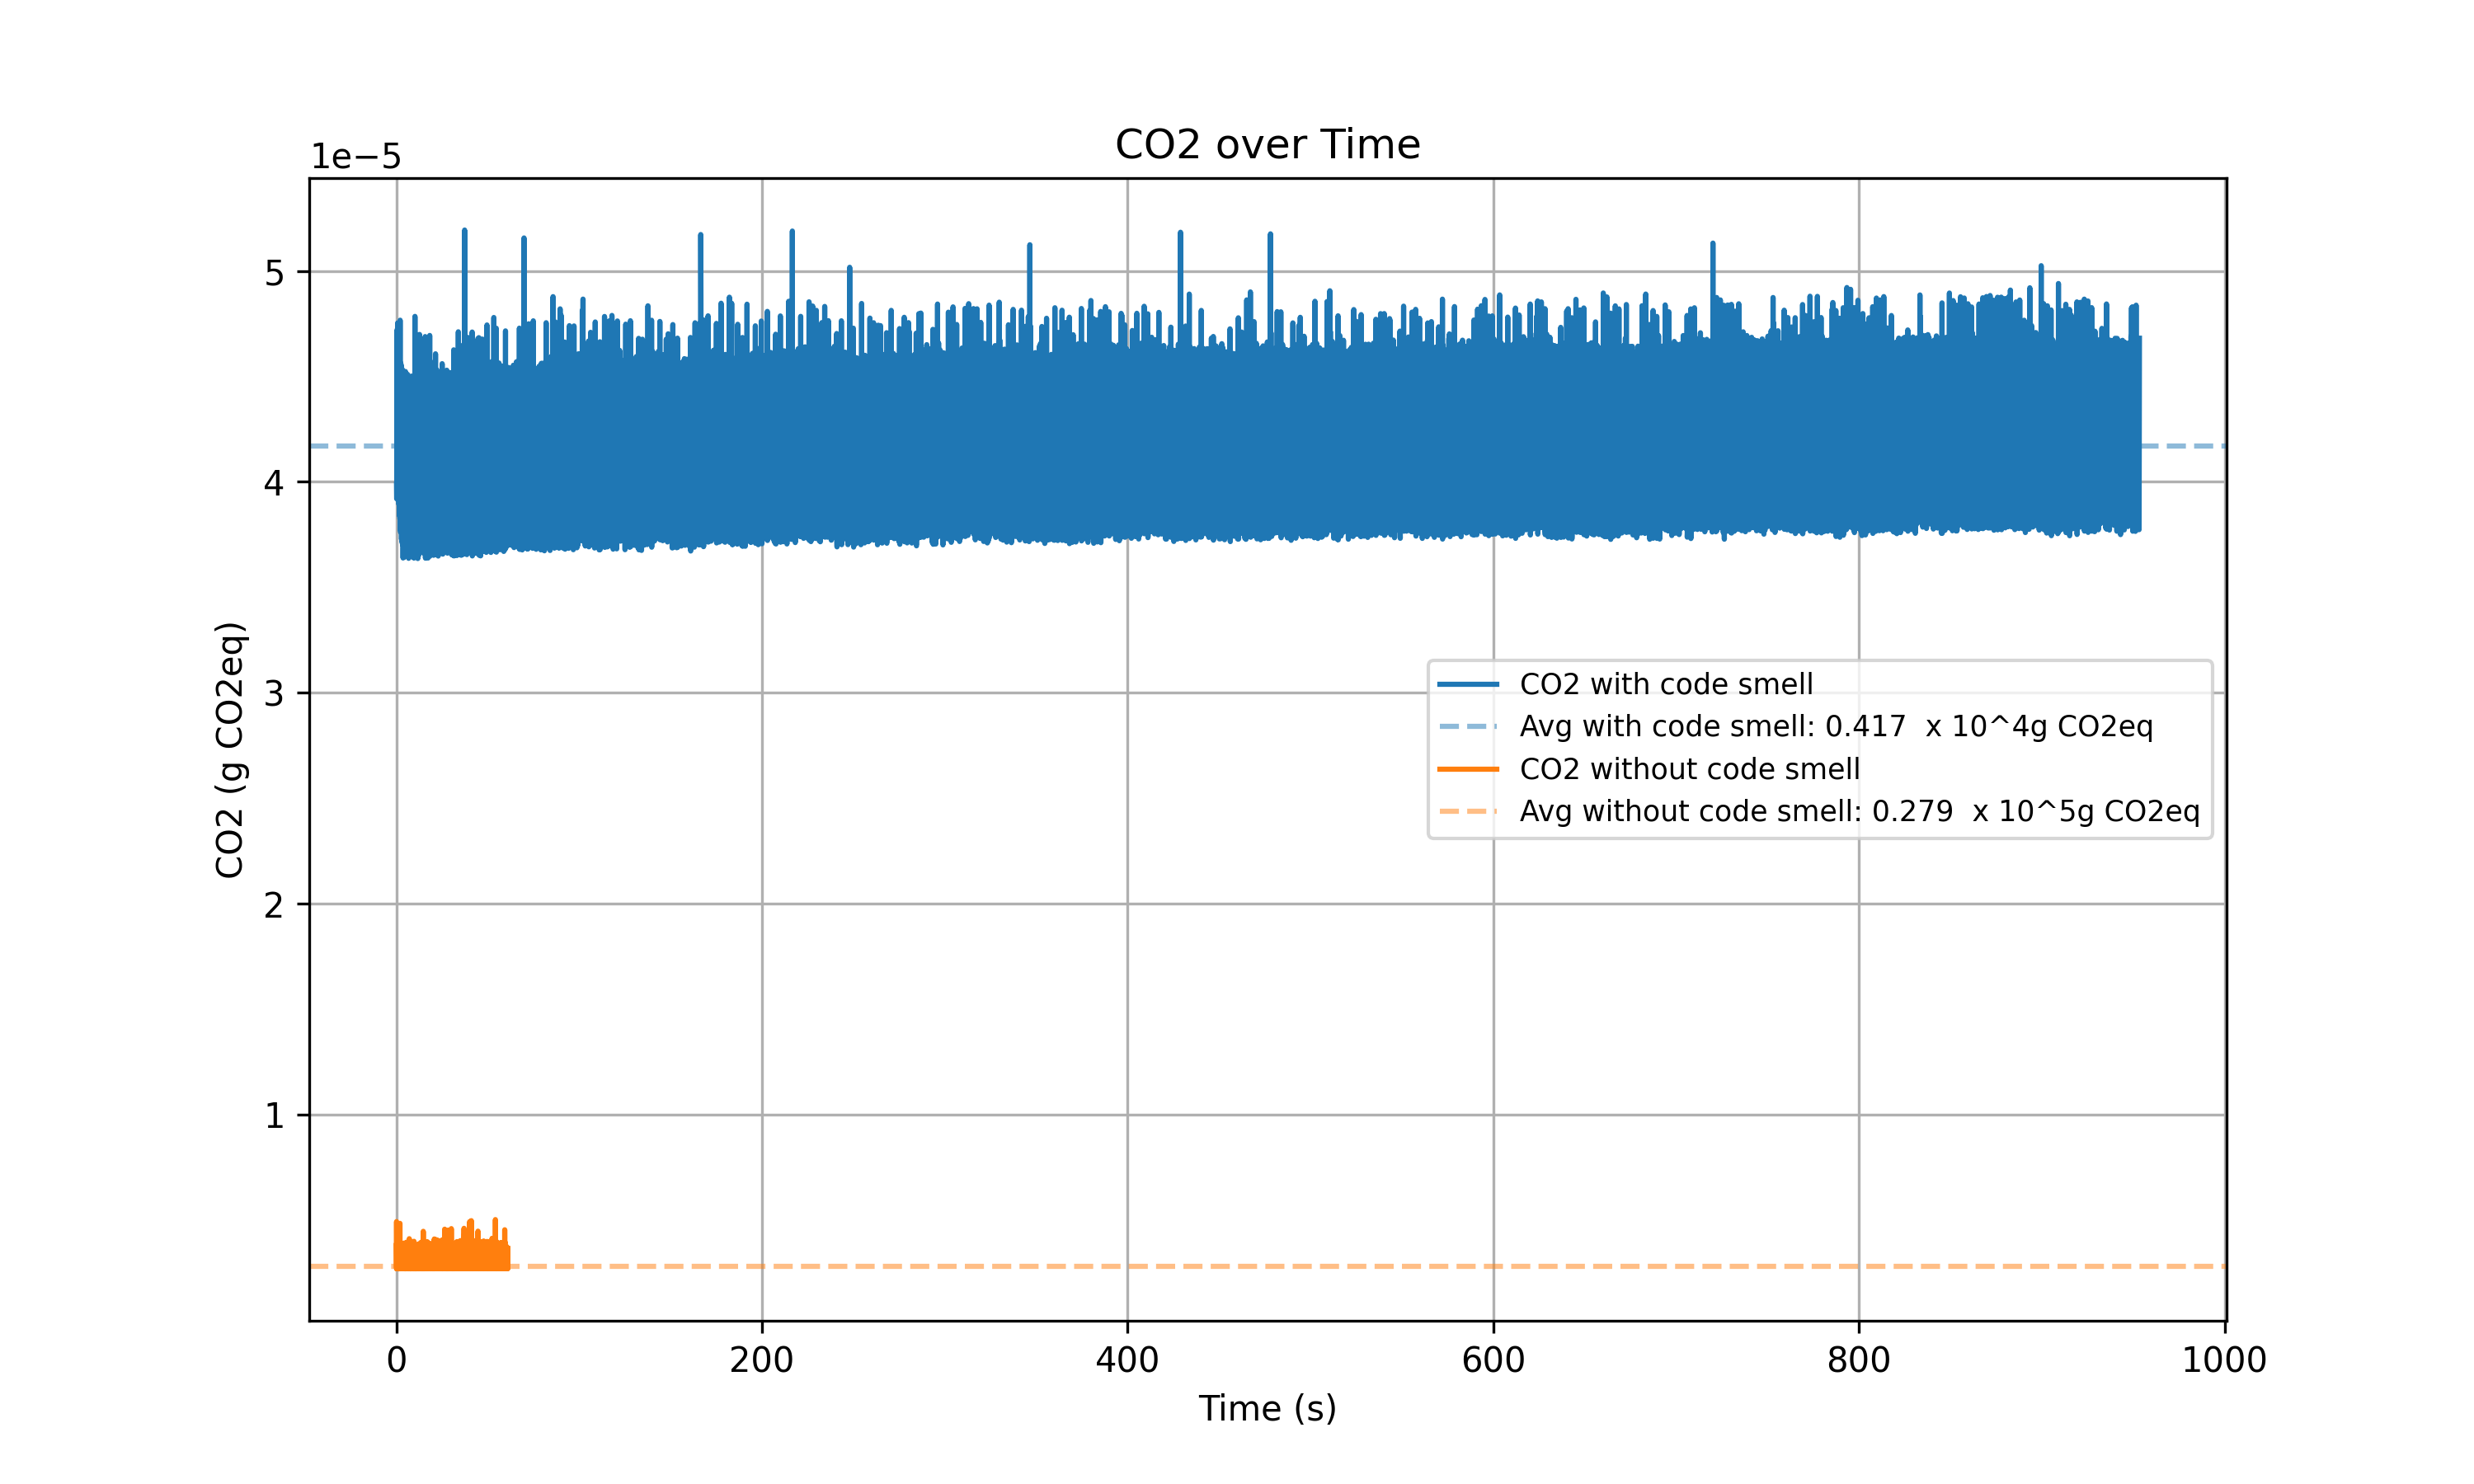 CO2 over Time
1e−5
5
4
3
2
1
CO2 (g CO2eq)
CO2 with code smell
Avg with code smell: 0.417  x 10^4g CO2eq
CO2 without code smell
Avg without code smell: 0.279  x 10^5g CO2eq
0
200
400
600
800
1000
Time (s)